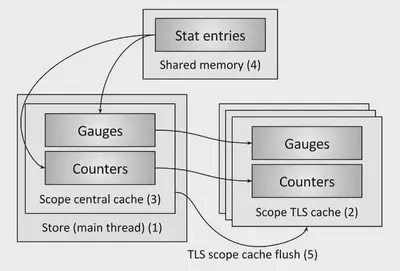 Stat entries
Shared memory (4)
Gauges
Counters
Scope central cache (3)
Store (main thread) (1)
Gauges
Counters
Scope TLS cache (2)
TLS scope cache flush (5)